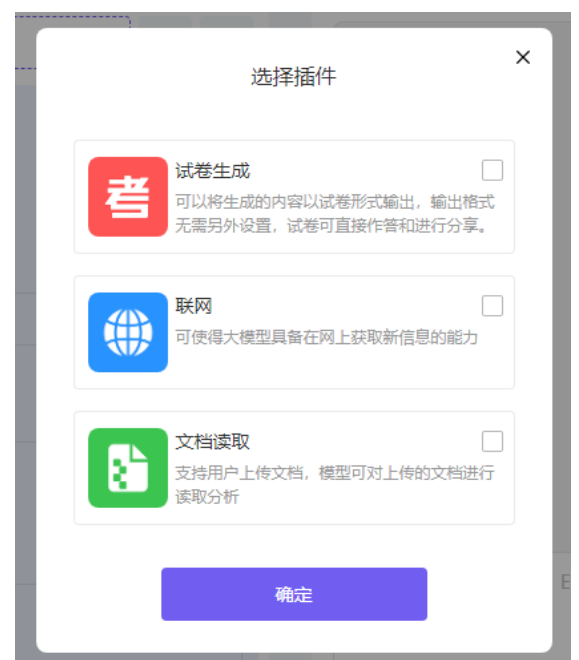 选择插件
试卷生成
考
可以将生成的内容以试卷形式输出，输出格式
无需另外设置，试卷可直接作答和进行分享。
联网
可使得大模型具备在网上获取新信息的能力
文档读取
支持用户上传文档，模型可对上传的文档进行
读取分析
确定
E